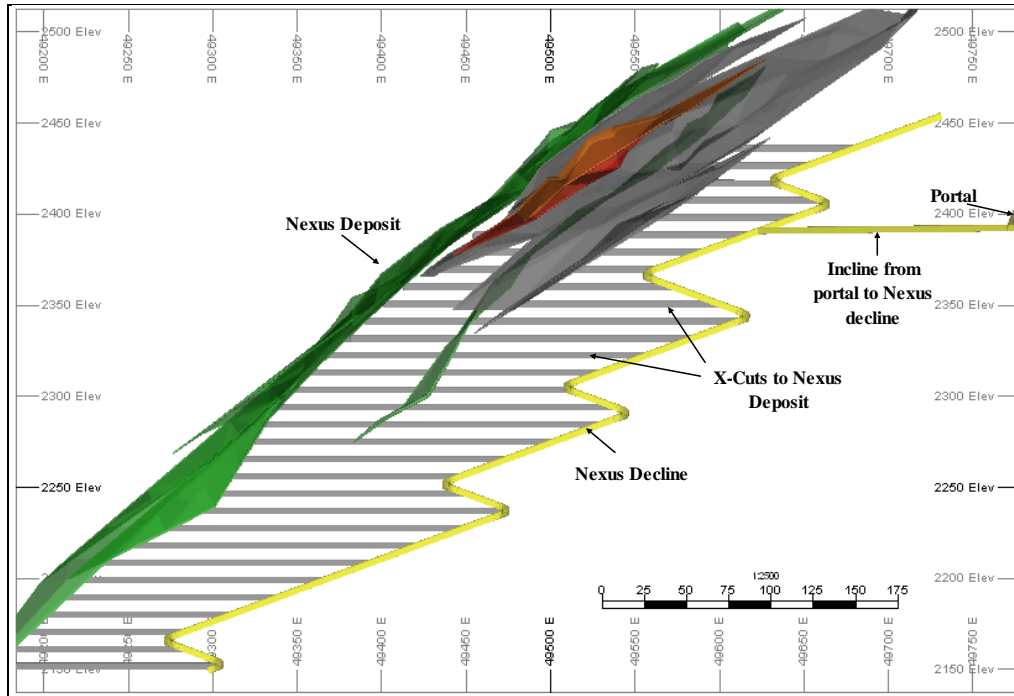 49200 E
49250 E
49300 E
49350 E
49400 E
49450 E
49500 E
49550 E
49700 E
49750 E
2500 Elev
2500 Elev
2450 Elev
2450 Elev
Portal
2400 Elev
2400 Elev
Nexus Deposit
Incline from
portal to Nexus
decline
2350 Elev
2350 Elev
X-Cuts to Nexus
Deposit
2300 Elev
2300 Elev
Nexus Decline
2250 Elev
2250 Elev
1:2500
0 25 50 75 100 125 150 175
2200 Elev
2200 Elev
2150 Elev
2150 Elev
49300 E
49350 E
49400 E
49450 E
49500 E
49550 E
49600 E
49650 E
49700 E
49750 E